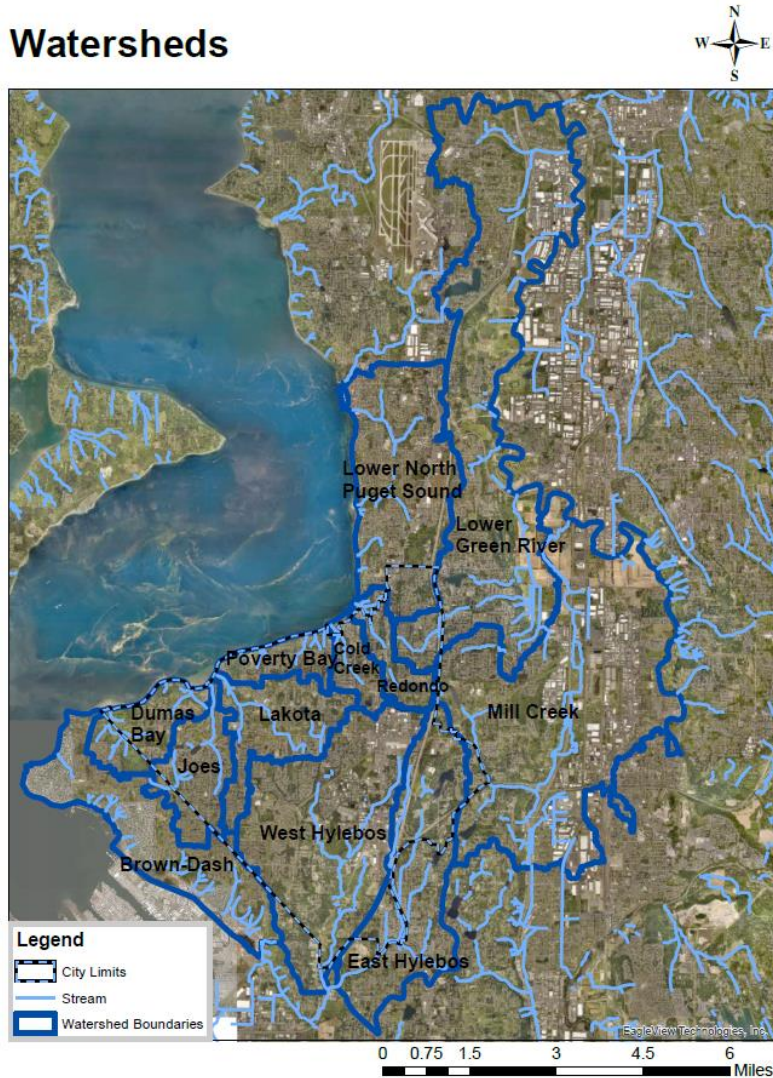 Watersheds
N
W E
S
Lower North
Puget Sound
Lower
Green River
Poverty Bay
Cold
Creek
Redondo
Dumas
Bay
Lakota
Mill Creek
Joes
West Hylebos
Brown-Dash
East Hylebos
Legend
City Limits
Stream
Watershed Boundaries
EagleView Technologies, Inc.
0 0.75 1.5 3 4.5 6
Miles